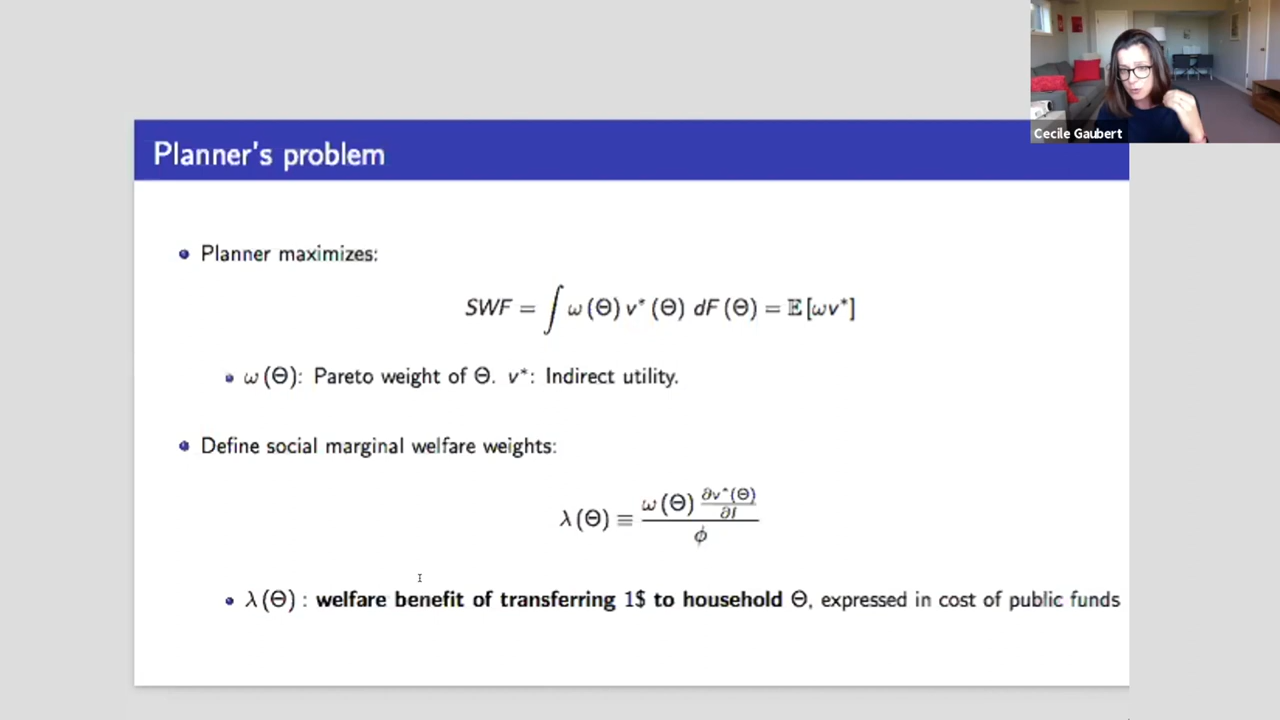 Cecile Gaubert
Planner's problem
Planner maximizes:
SWF = ∫ ω (Θ) v* (Θ) dF (Θ) = 𝔼 [ωv*]
ω (Θ): Pareto weight of Θ. v*: Indirect utility.
Define social marginal welfare weights:
λ (Θ) ≡ ω (Θ) ∂v*(Θ)/∂I / ϕ
λ (Θ) : welfare benefit of transferring 1$ to household Θ, expressed in cost of public funds